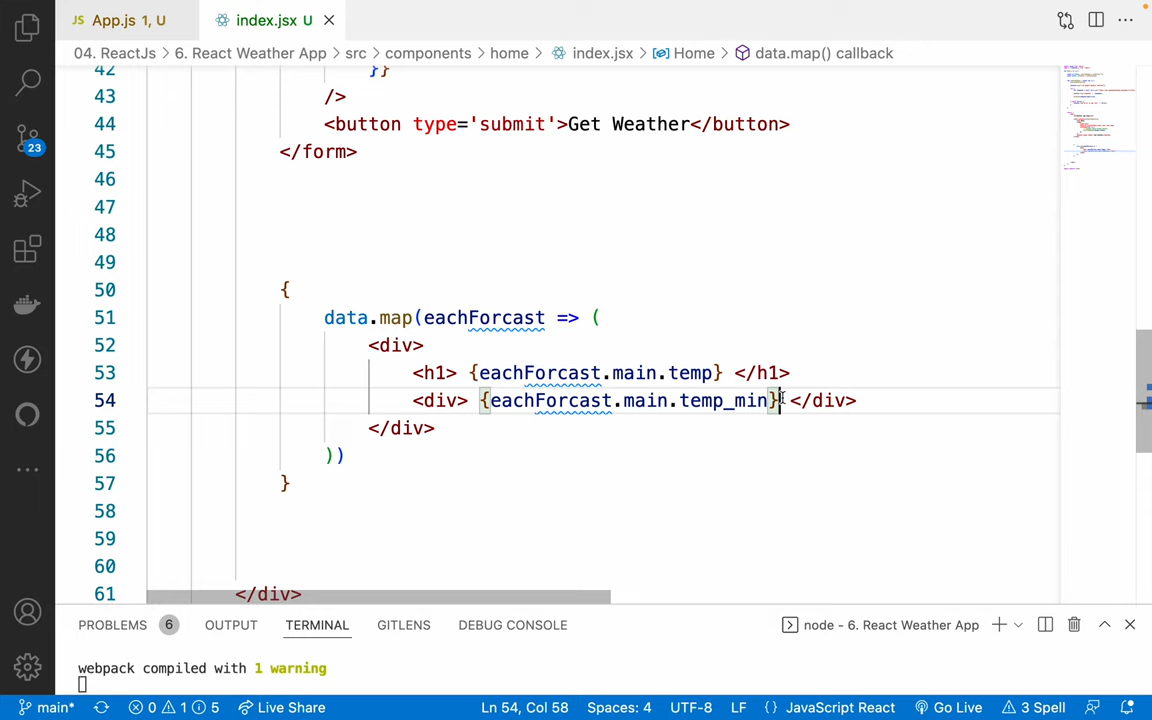 App.js 1, U
index.jsx U
04. ReactJs > 6. React Weather App > src > components > home > index.jsx > Home > data.map() callback
42 }}
43 />
44 <button type='submit'>Get Weather</button>
45 </form>
46
47
48
49
50 {
51 data.map(eachForcast => (
52 <div>
53 <h1> {eachForcast.main.temp} </h1>
54 <div> {eachForcast.main.temp_min} </div>
55 </div>
56 ))
57 }
58
59
60
61 </div>
23
PROBLEMS 6 OUTPUT TERMINAL GITLENS DEBUG CONSOLE node - 6. React Weather App
webpack compiled with 1 warning
main* 0 1 5 Live Share Ln 54, Col 58 Spaces: 4 UTF-8 LF {} JavaScript React Go Live 3 Spell